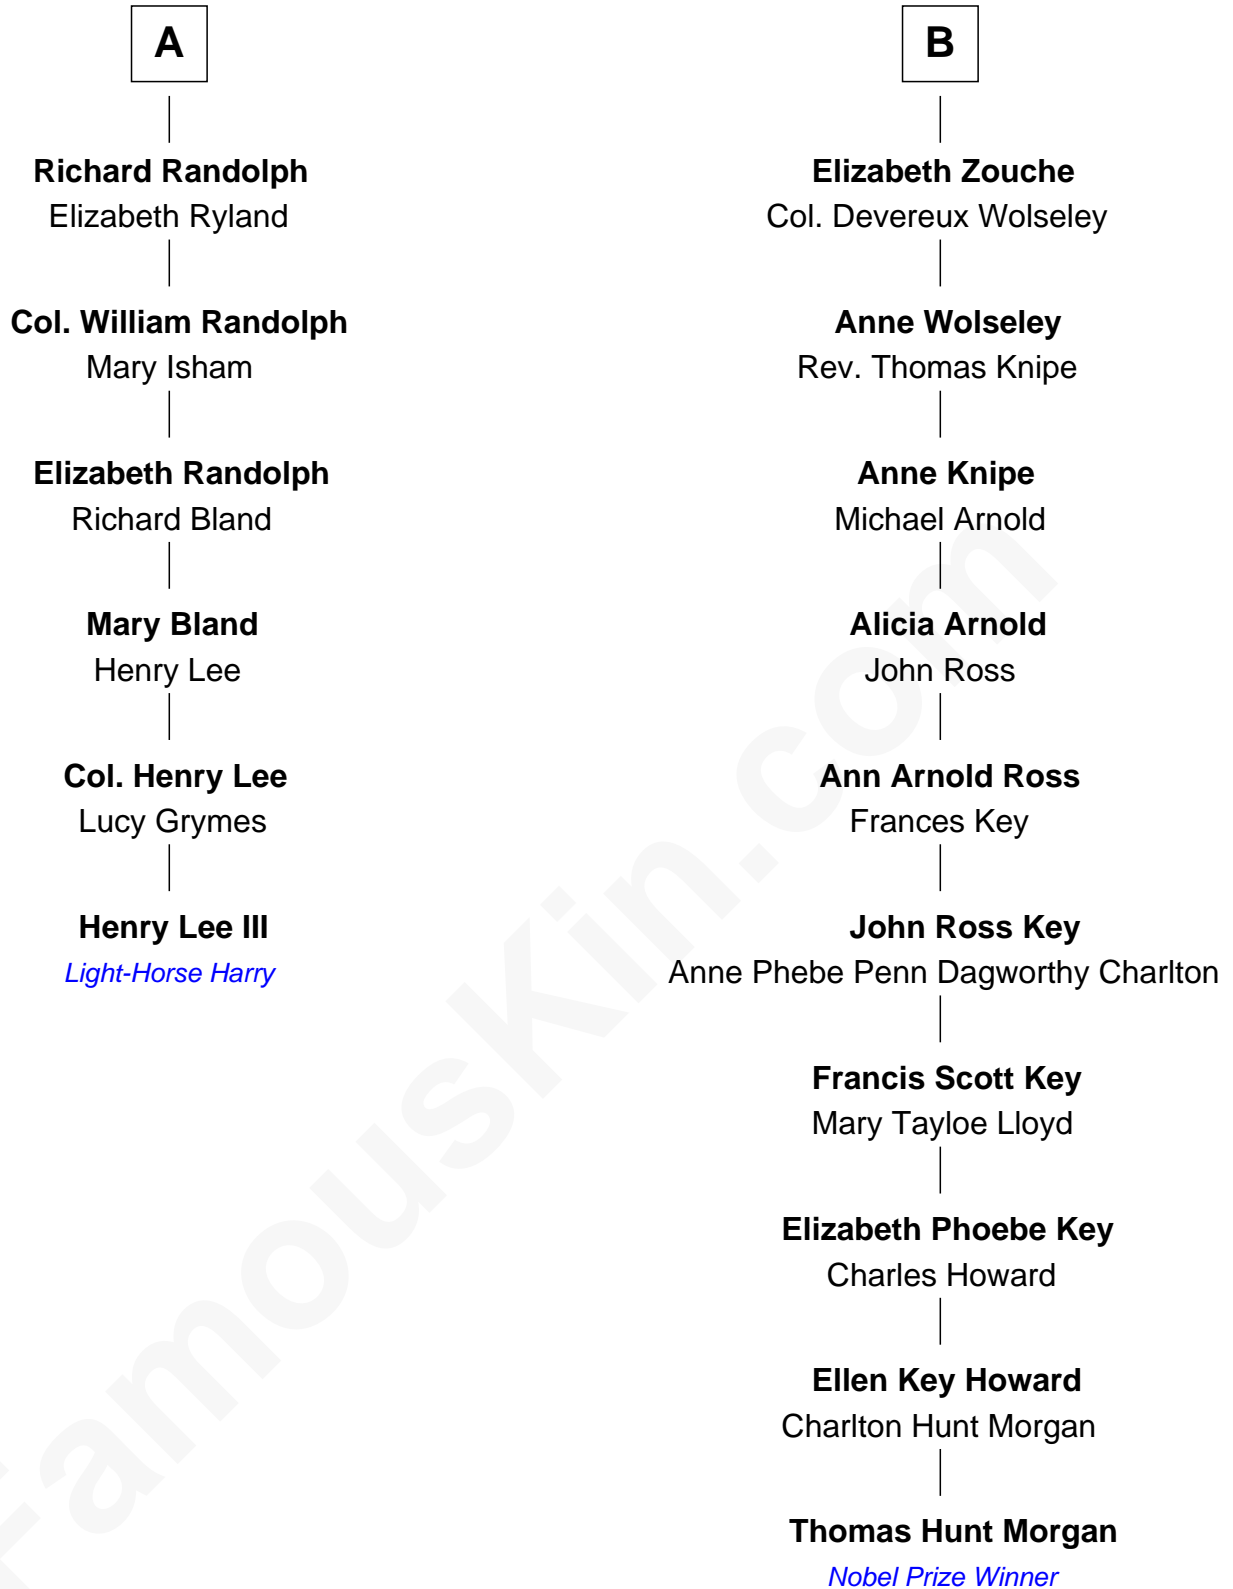 A
Richard Randolph
Elizabeth Ryland
Col. William Randolph
Mary Isham
Elizabeth Randolph
Richard Bland
Mary Bland
Henry Lee
Col. Henry Lee
Lucy Grymes
Henry Lee III
Light-Horse Harry
B
Elizabeth Zouche
Col. Devereux Wolseley
Anne Wolseley
Rev. Thomas Knipe
Anne Knipe
Michael Arnold
Alicia Arnold
John Ross
Ann Arnold Ross
Frances Key
John Ross Key
Anne Phebe Penn Dagworthy Charlton
Francis Scott Key
Mary Tayloe Lloyd
Elizabeth Phoebe Key
Charles Howard
Ellen Key Howard
Charlton Hunt Morgan
Thomas Hunt Morgan
Nobel Prize Winner
FamousKin.com